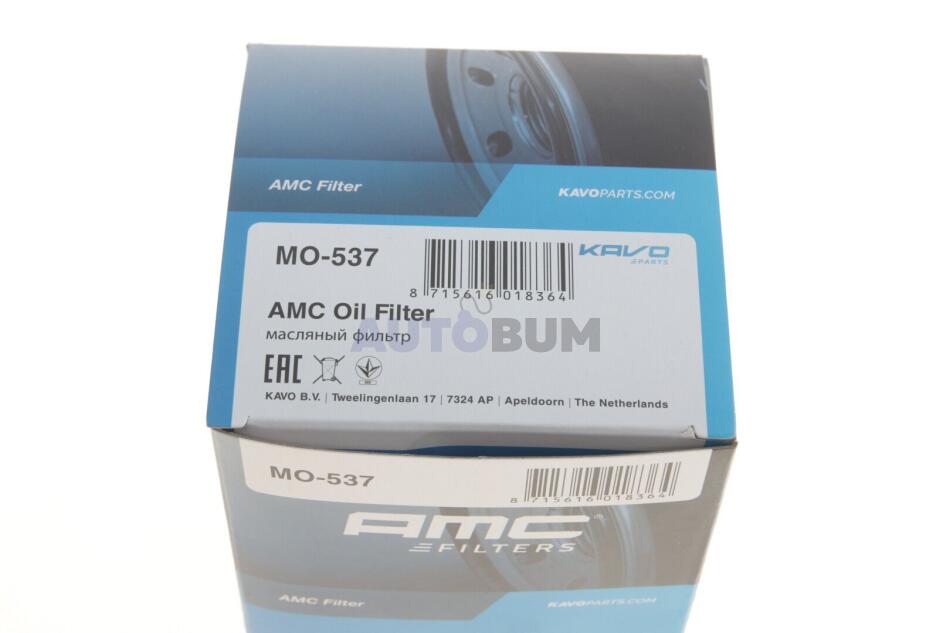 AMC Filter
KAVOPARTS.COM
MO-537
KAVO
PARTS
8 715616 018364
AMC Oil Filter
масляный фильтр
AUTOBUM
EAC
KAVO B.V. | Tweelingenlaan 17 | 7324 AP | Apeldoorn | The Netherlands
MO-537
8 715616 018364
AMC
FILTERS
AMC Filter
KAVOPARTS.COM